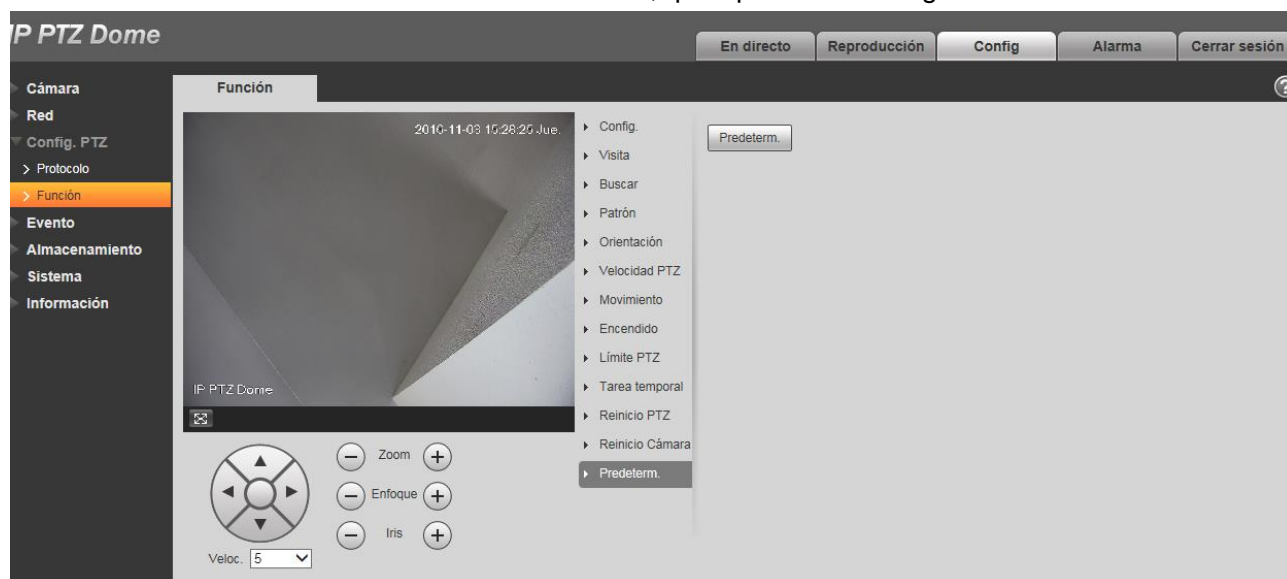 IP PTZ Dome
En directo
Reproducción
Config
Alarma
Cerrar sesión
Cámara
Red
Config. PTZ
Protocolo
Función
Evento
Almacenamiento
Sistema
Información
Función
2010-11-03 15:26:25 Jue.
IP PTZ Dome
Zoom
Enfoque
Iris
Veloc. 5
Config.
Visita
Buscar
Patrón
Orientación
Velocidad PTZ
Movimiento
Encendido
Límite PTZ
Tarea temporal
Reinicio PTZ
Reinicio Cámara
Predeterm.
Predeterm.